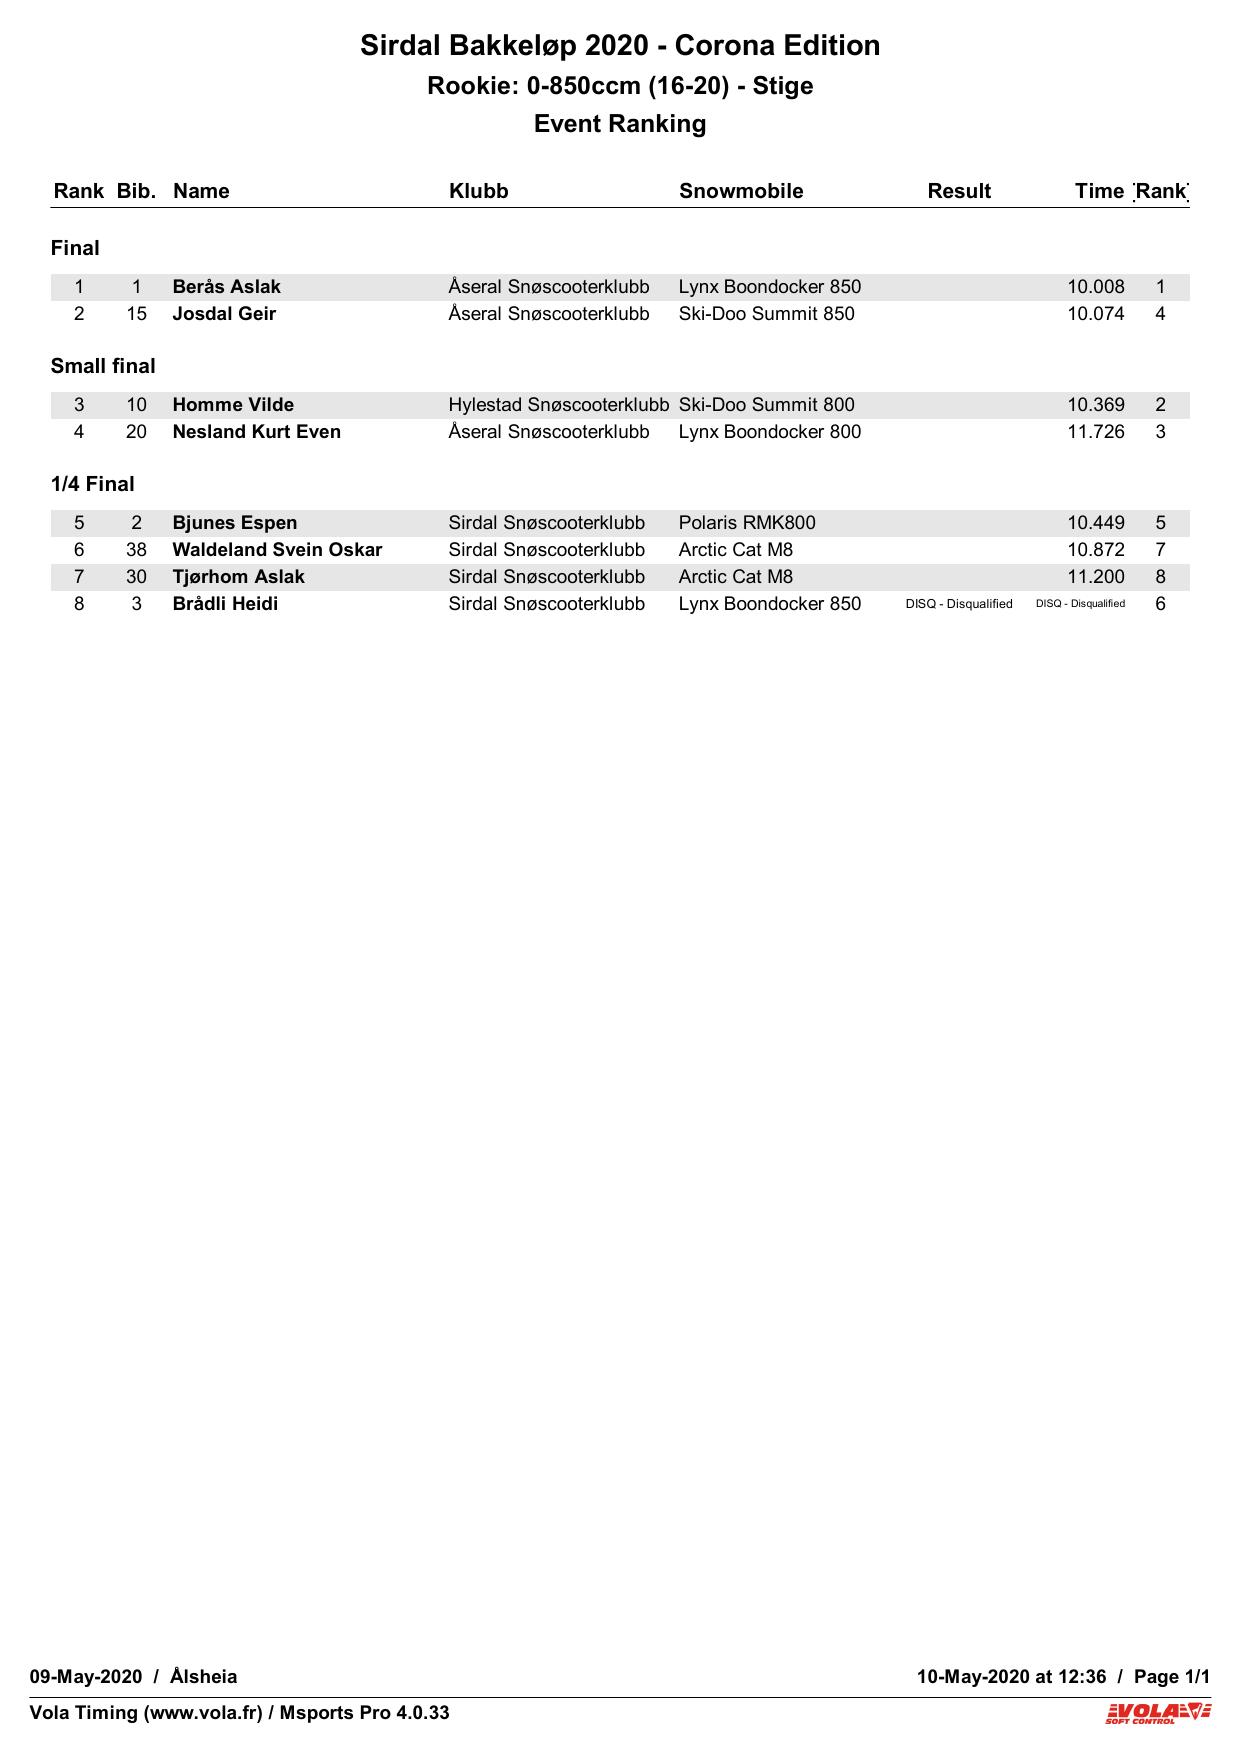 Sirdal Bakkeløp 2020 - Corona Edition
Rookie: 0-850ccm (16-20) - Stige
Event Ranking
Rank Bib. Name Klubb Snowmobile Result Time Rank
Final
1 1 Berås Aslak Åseral Snøscooterklubb Lynx Boondocker 850 10.008 1
2 15 Josdal Geir Åseral Snøscooterklubb Ski-Doo Summit 850 10.074 4
Small final
3 10 Homme Vilde Hylestad Snøscooterklubb Ski-Doo Summit 800 10.369 2
4 20 Nesland Kurt Even Åseral Snøscooterklubb Lynx Boondocker 800 11.726 3
1/4 Final
5 2 Bjunes Espen Sirdal Snøscooterklubb Polaris RMK800 10.449 5
6 38 Waldeland Svein Oskar Sirdal Snøscooterklubb Arctic Cat M8 10.872 7
7 30 Tjørhom Aslak Sirdal Snøscooterklubb Arctic Cat M8 11.200 8
8 3 Brådli Heidi Sirdal Snøscooterklubb Lynx Boondocker 850 DISQ - Disqualified DISQ - Disqualified 6
09-May-2020 / Ålsheia 10-May-2020 at 12:36 / Page 1/1
Vola Timing (www.vola.fr) / Msports Pro 4.0.33 VOLA
SOFT CONTROL